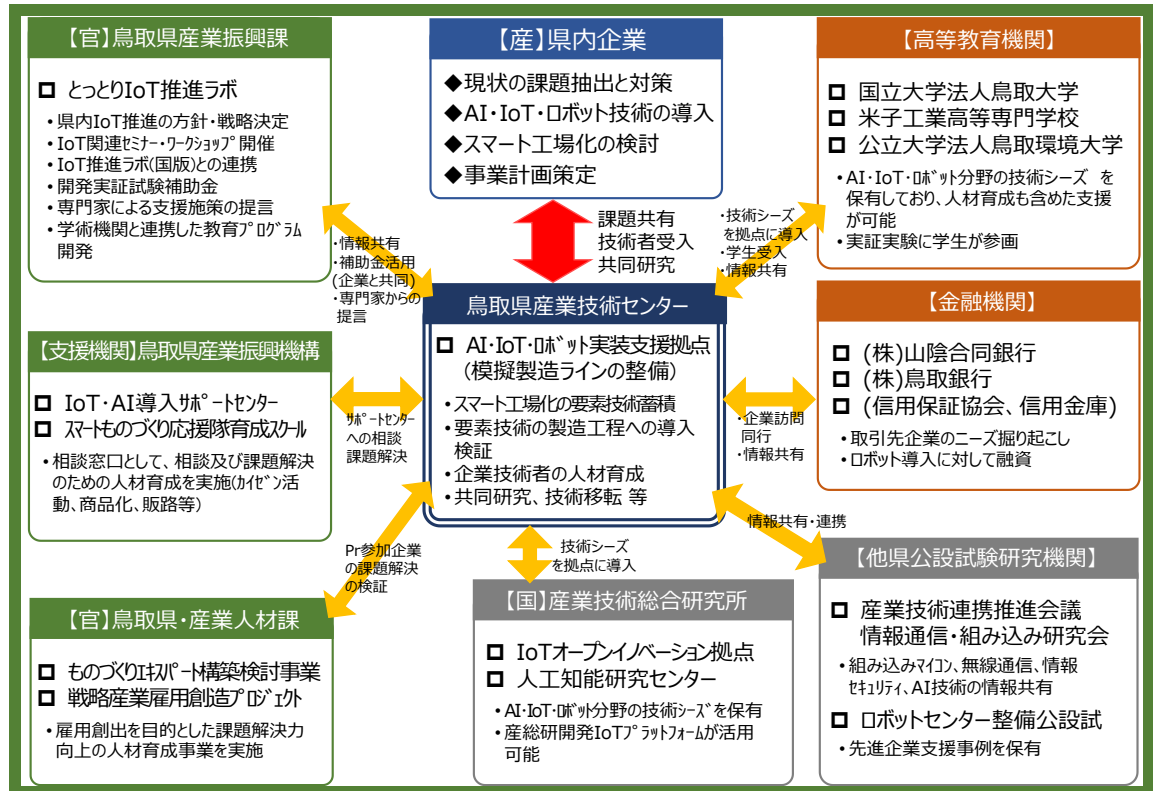 【官】鳥取県産業振興課
とっとりIoT推進ラボ
・県内IoT推進の方針・戦略決定
・IoT関連ｾﾐﾅｰ・ﾜｰｸｼｮｯﾌﾟ開催
・IoT推進ラボ(国版)との連携
・開発実証試験補助金
・専門家による支援施策の提言
・学術機関と連携した教育ﾌﾟﾛｸﾞﾗﾑ
開発
【産】県内企業
◆現状の課題抽出と対策
◆AI・IoT・ロボット技術の導入
◆スマート工場化の検討
◆事業計画策定
【高等教育機関】
国立大学法人鳥取大学
米子工業高等専門学校
公立大学法人鳥取環境大学
・AI・IoT・ﾛﾎﾞｯﾄ分野の技術シーズ を
保有しており、人材育成も含めた支援
が可能
・実証実験に学生が参画
・情報共有
・補助金活用
(企業と共同)
・専門家からの
提言
課題共有
技術者受入
共同研究
・技術シーズ
を拠点に導入
・学生受入
・情報共有
【支援機関】鳥取県産業振興機構
IoT・AI導入ｻﾎﾟｰﾄセンター
ｽﾏｰﾄものづくり応援隊育成ｽｸｰﾙ
・相談窓口として、相談及び課題解決
のための人材育成を実施(ｶｲｾﾞﾝ活
動、商品化、販路等)
ｻﾎﾟｰﾄセンター
への相談
課題解決
鳥取県産業技術センター
AI・IoT・ﾛﾎﾞｯﾄ実装支援拠点
(模擬製造ラインの整備)
・スマート工場化の要素技術蓄積
・要素技術の製造工程への導入
検証
・企業技術者の人材育成
・共同研究、技術移転 等
・企業訪問
同行
・情報共有
【金融機関】
(株)山陰合同銀行
(株)鳥取銀行
(信用保証協会、信用金庫)
・取引先企業のニーズ掘り起こし
・ロボット導入に対して融資
Pr参加企業
の課題解決
の検証
技術シーズ
を拠点に導入
情報共有・連携
【官】鳥取県・産業人材課
ものづくりｴｷｽﾊﾟｰﾄ構築検討事業
戦略産業雇用創造ﾌﾟﾛｼﾞｪｸﾄ
・雇用創出を目的とした課題解決力
向上の人材育成事業を実施
【国】産業技術総合研究所
IoTオープンイノベーション拠点
人工知能研究センター
・AI・IoT・ﾛﾎﾞｯﾄ分野の技術ｼｰｽﾞを保有
・産総研開発IoTﾌﾟﾗｯﾄﾌｫｰﾑが活用
可能
【他県公設試験研究機関】
産業技術連携推進会議
情報通信・組み込み研究会
・組み込みﾏｲｺﾝ、無線通信、情報
ｾｷｭﾘﾃｨ、AI技術の情報共有
ロボットセンター整備公設試
・先進企業支援事例を保有